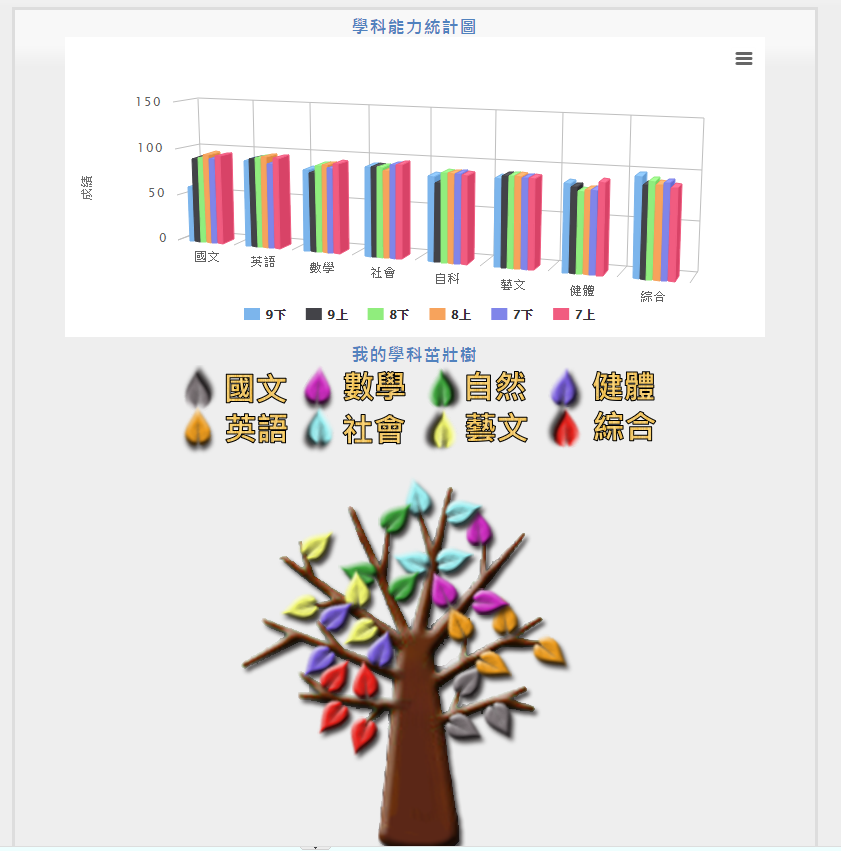 學科能力統計圖
150
100
50
0
成績
國文 英語 數學 社會 自科 藝文 健體 綜合
9下 9上 8下 8上 7下 7上
我的學科茁壯樹
國文 數學 自然 健體
英語 社會 藝文 綜合